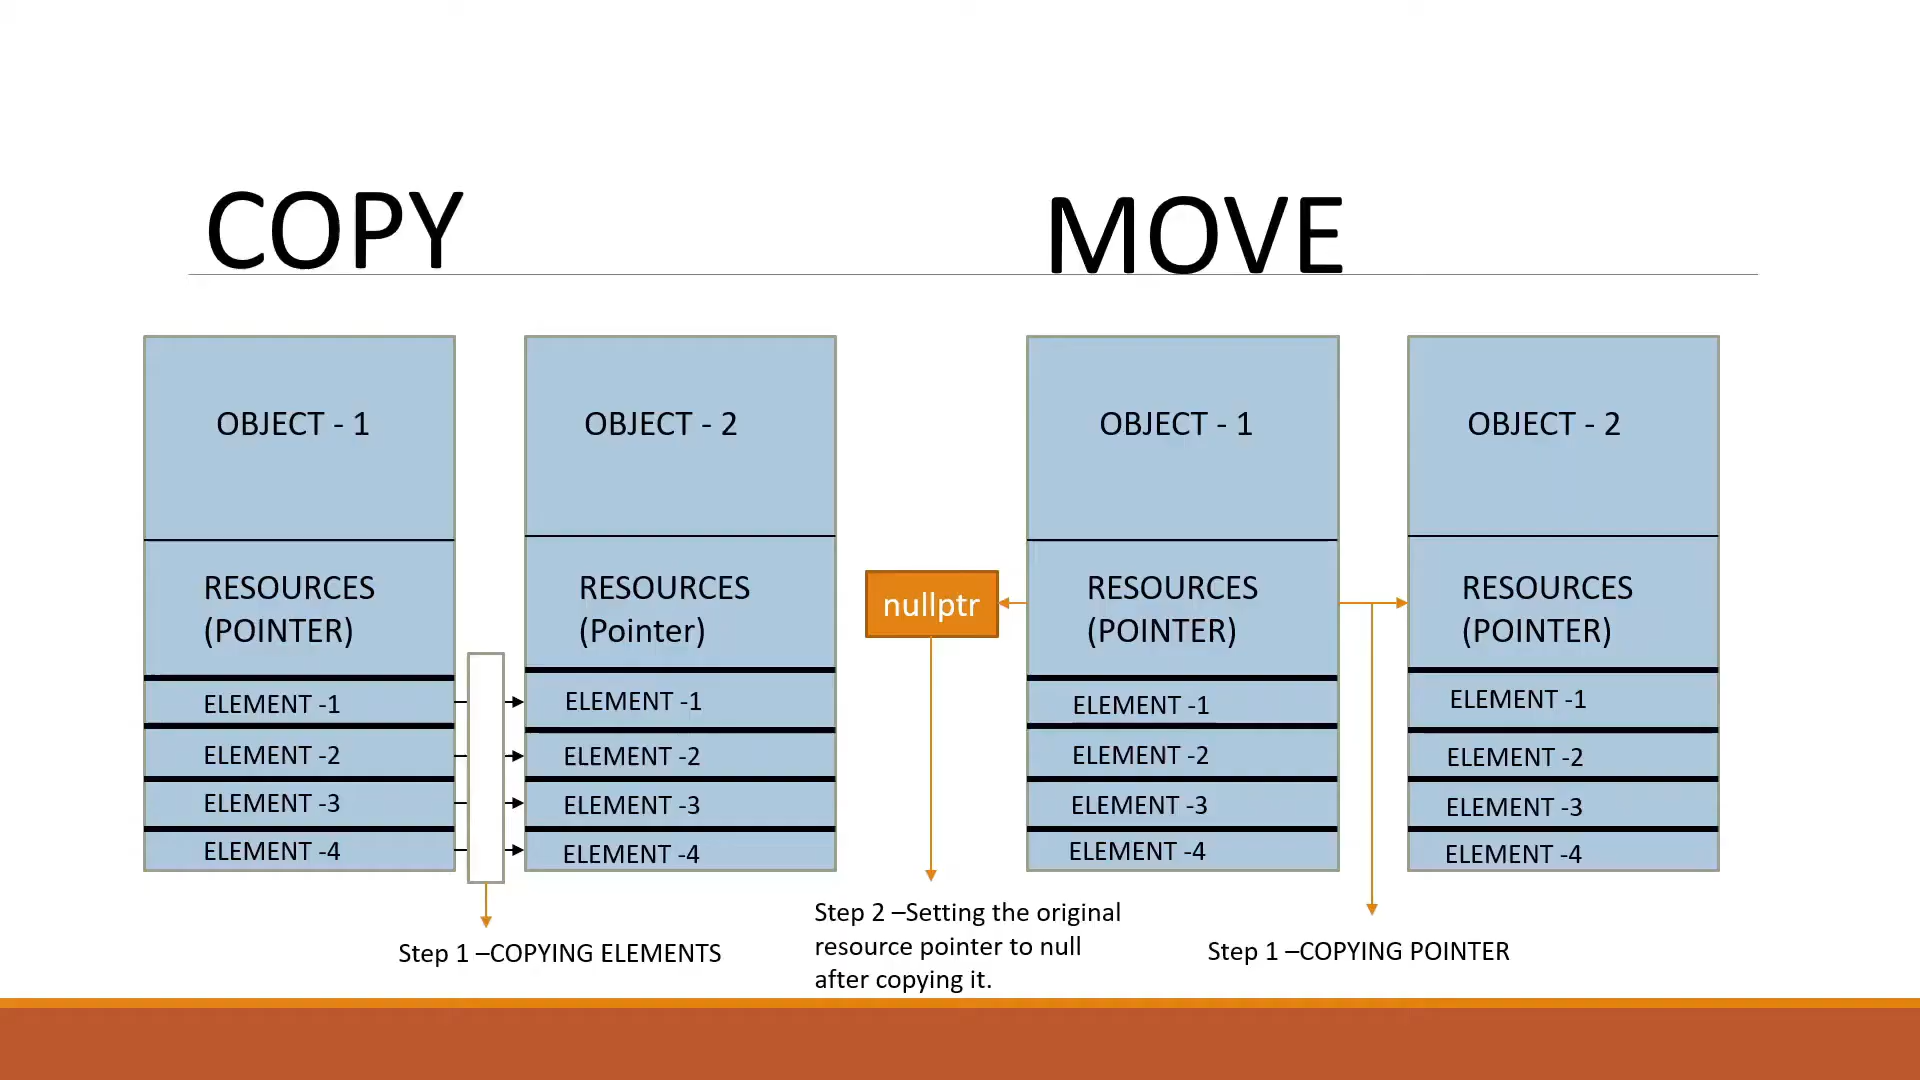 COPY
MOVE
OBJECT - 1
RESOURCES
(POINTER)
ELEMENT -1
ELEMENT -2
ELEMENT -3
ELEMENT -4
OBJECT - 2
RESOURCES
(Pointer)
ELEMENT -1
ELEMENT -2
ELEMENT -3
ELEMENT -4
Step 1 –COPYING ELEMENTS
nullptr
Step 2 –Setting the original
resource pointer to null
after copying it.
OBJECT - 1
RESOURCES
(POINTER)
ELEMENT -1
ELEMENT -2
ELEMENT -3
ELEMENT -4
OBJECT - 2
RESOURCES
(POINTER)
ELEMENT -1
ELEMENT -2
ELEMENT -3
ELEMENT -4
Step 1 –COPYING POINTER